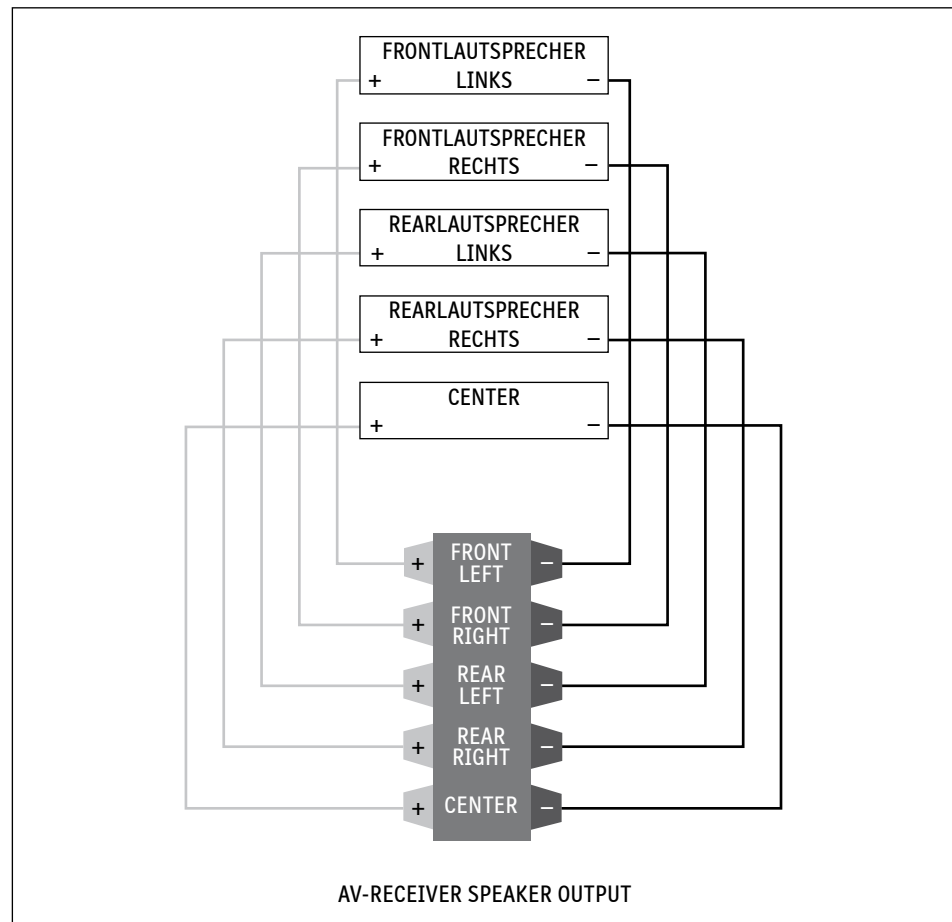 FRONTLAUTSPRECHER
+ LINKS –
FRONTLAUTSPRECHER
+ RECHTS –
REARLAUTSPRECHER
+ LINKS –
REARLAUTSPRECHER
+ RECHTS –
CENTER
+ –
+ FRONT –
LEFT
+ FRONT –
RIGHT
+ REAR –
LEFT
+ REAR –
RIGHT
+ CENTER –
AV-RECEIVER SPEAKER OUTPUT